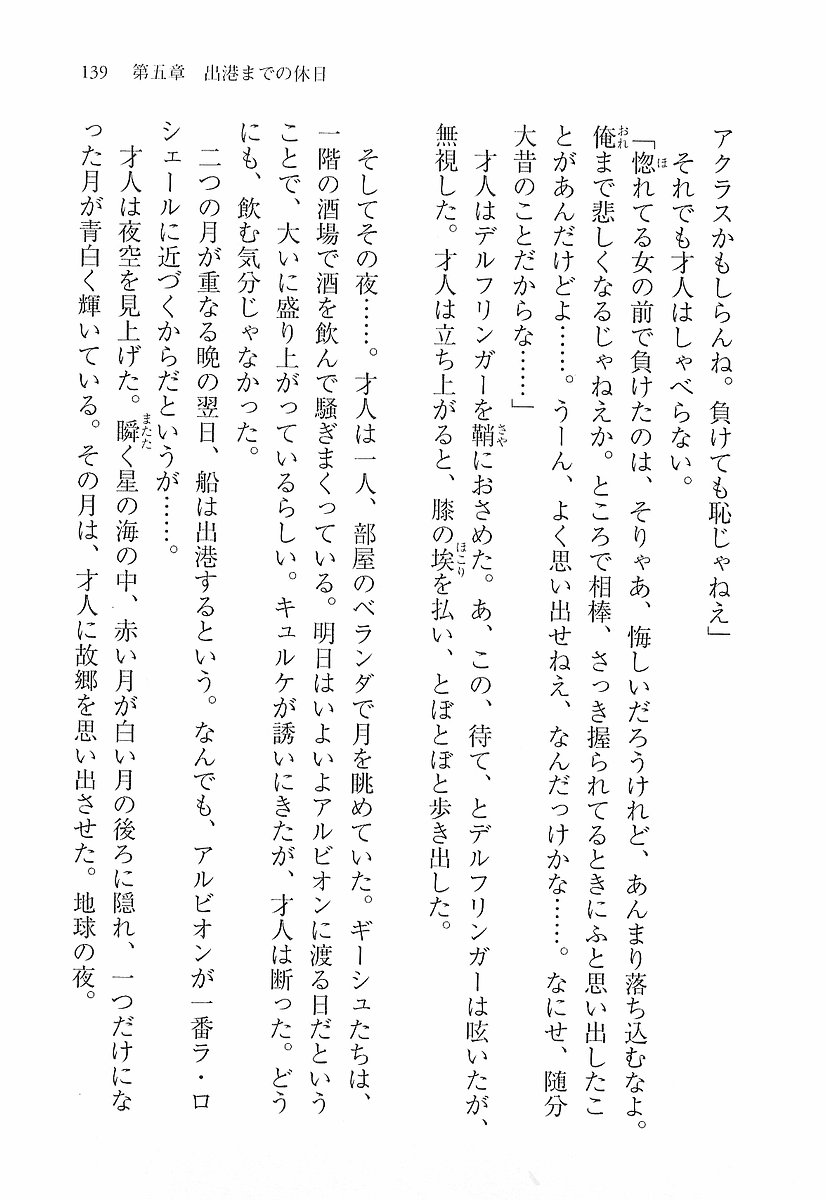 139　第五章　出港までの休日
アクラスかもしらんね。負けても恥じゃねえ」
　それでも才人はしゃべらない。
「惚れてる女の前で負けたのは、そりゃあ、悔しいだろうけれど、あんまり落ち込むなよ。
俺まで悲しくなるじゃねえか。ところで相棒、さっき握られてるときにふと思い出したこ
とがあんだけどよ……。うーん、よく思い出せねえ、なんだっけかな……。なにせ、随分
大昔のことだからな……」
　才人はデルフリンガーを鞘におさめた。あ、この、待て、とデルフリンガーは呟いたが、
無視した。才人は立ち上がると、膝の埃を払い、とぼとぼと歩き出した。
　そしてその夜……。才人は一人、部屋のベランダで月を眺めていた。ギーシュたちは、
一階の酒場で酒を飲んで騒ぎまくっている。明日はいよいよアルビオンに渡る日だという
ことで、大いに盛り上がっているらしい。キュルケが誘いにきたが、才人は断った。どう
にも、飲む気分じゃなかった。
　二つの月が重なる晩の翌日、船は出港するという。なんでも、アルビオンが一番ラ・ロ
シェールに近づくからだというが……。
　才人は夜空を見上げた。瞬く星の海の中、赤い月が白い月の後ろに隠れ、一つだけにな
った月が青白く輝いている。その月は、才人に故郷を思い出させた。地球の夜。